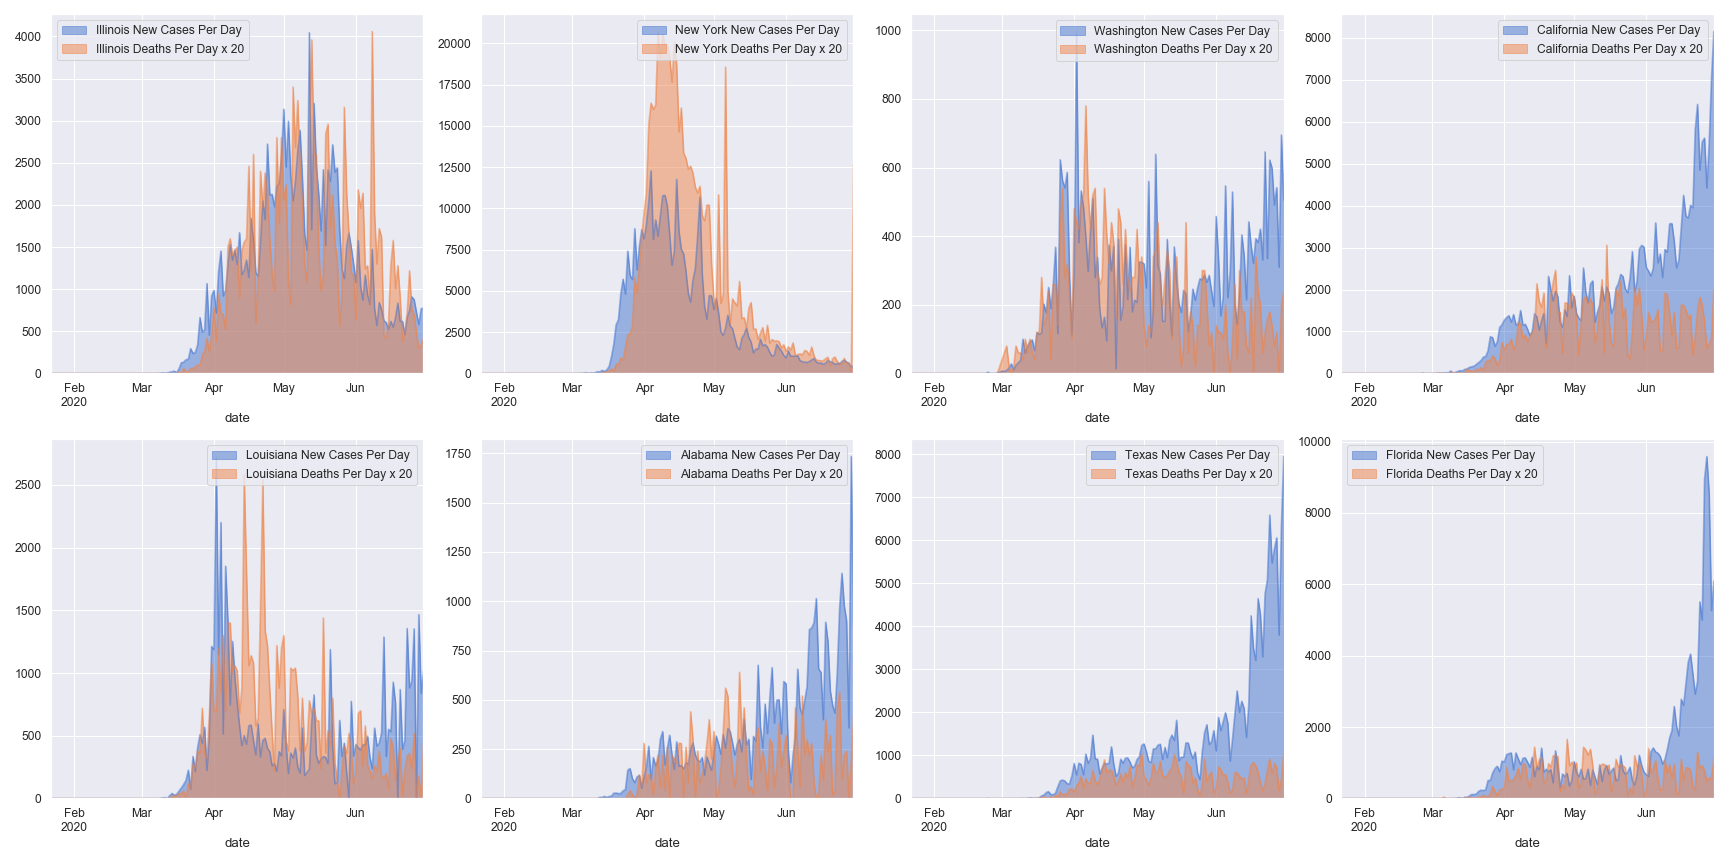 Illinois New Cases Per Day
Illinois Deaths Per Day x 20
4000
3500
3000
2500
2000
1500
1000
500
0
Feb
2020
Mar
Apr
May
Jun
date
New York New Cases Per Day
New York Deaths Per Day x 20
20000
17500
15000
12500
10000
7500
5000
2500
0
Feb
2020
Mar
Apr
May
Jun
date
Washington New Cases Per Day
Washington Deaths Per Day x 20
1000
800
600
400
200
0
Feb
2020
Mar
Apr
May
Jun
date
California New Cases Per Day
California Deaths Per Day x 20
8000
7000
6000
5000
4000
3000
2000
1000
0
Feb
2020
Mar
Apr
May
Jun
date
Louisiana New Cases Per Day
Louisiana Deaths Per Day x 20
2500
2000
1500
1000
500
0
Feb
2020
Mar
Apr
May
Jun
date
Alabama New Cases Per Day
Alabama Deaths Per Day x 20
1750
1500
1250
1000
750
500
250
0
Feb
2020
Mar
Apr
May
Jun
date
Texas New Cases Per Day
Texas Deaths Per Day x 20
8000
7000
6000
5000
4000
3000
2000
1000
0
Feb
2020
Mar
Apr
May
Jun
date
Florida New Cases Per Day
Florida Deaths Per Day x 20
10000
8000
6000
4000
2000
0
Feb
2020
Mar
Apr
May
Jun
date